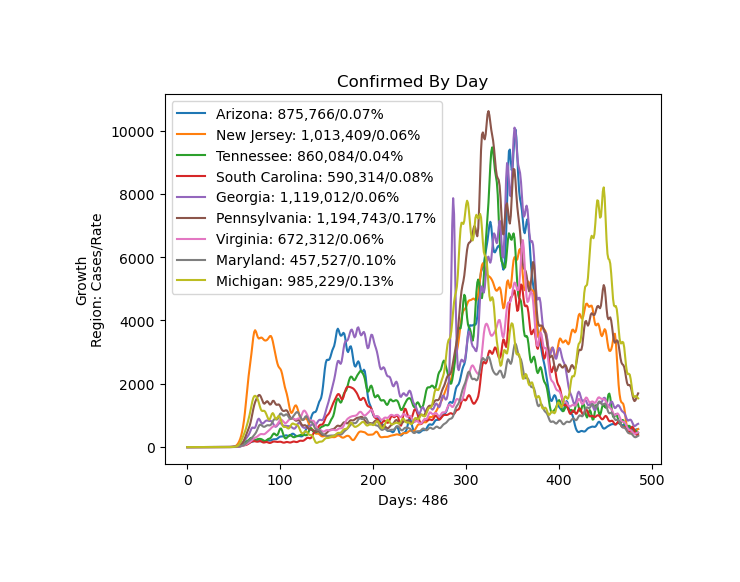 Confirmed By Day
Arizona: 875,766/0.07%
New Jersey: 1,013,409/0.06%
Tennessee: 860,084/0.04%
South Carolina: 590,314/0.08%
Georgia: 1,119,012/0.06%
Pennsylvania: 1,194,743/0.17%
Virginia: 672,312/0.06%
Maryland: 457,527/0.10%
Michigan: 985,229/0.13%
Growth
Region: Cases/Rate
10000
8000
6000
4000
2000
0
0 100 200 300 400 500
Days: 486